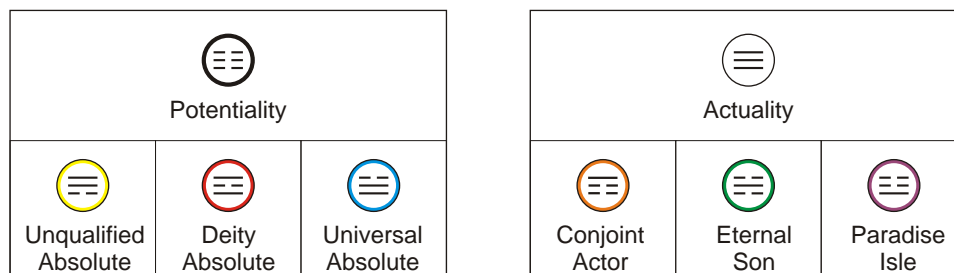 Potentiality
Actuality
Unqualified
Absolute
Deity
Absolute
Universal
Absolute
Conjoint
Actor
Eternal
Son
Paradise
Isle